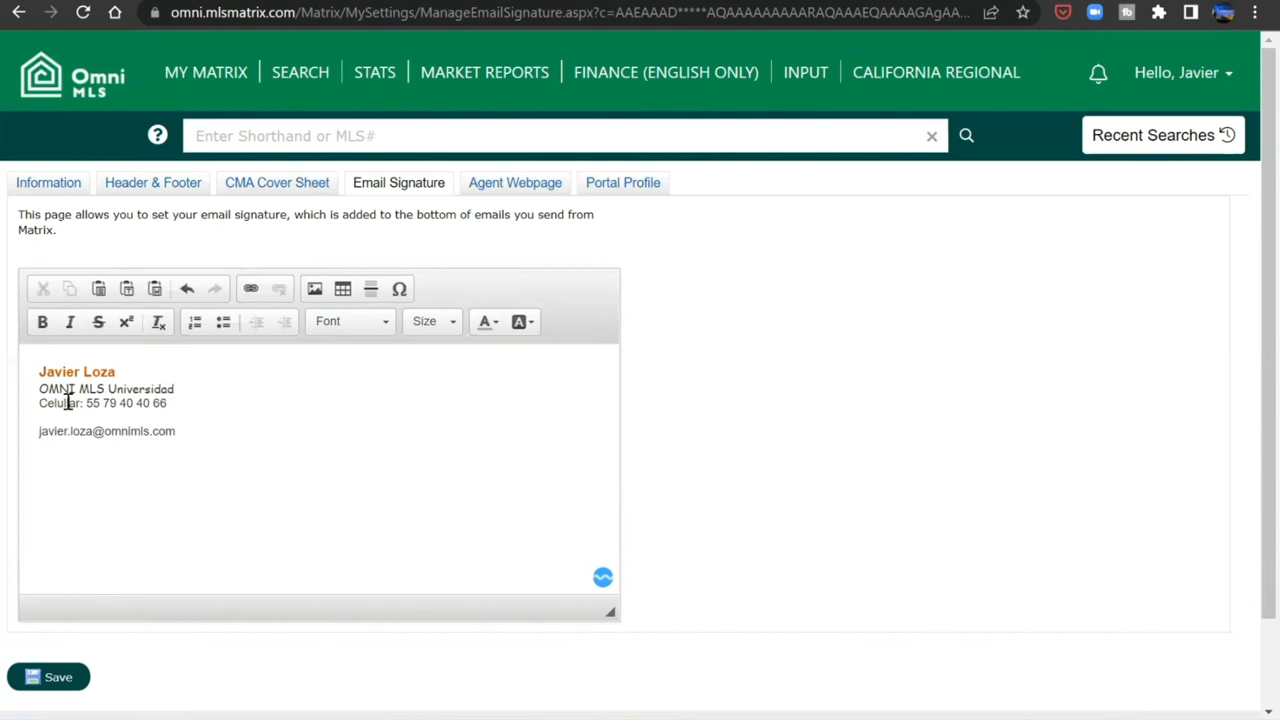 omni.mlsmatrix.com/Matrix/MySettings/ManageEmailSignature.aspx?c=AAEAAAD*****AQAAAAAAAAARAQAAAEQAAAAGAgAA...
Omni MLS
MY MATRIX SEARCH STATS MARKET REPORTS FINANCE (ENGLISH ONLY) INPUT CALIFORNIA REGIONAL Hello, Javier
? Enter Shorthand or MLS# Recent Searches
Information Header & Footer CMA Cover Sheet Email Signature Agent Webpage Portal Profile
This page allows you to set your email signature, which is added to the bottom of emails you send from
Matrix.
Ω
B I S x² Tx Font Size A A
Javier Loza
OMNI MLS Universidad
Celular: 55 79 40 40 66
javier.loza@omnimls.com
Save